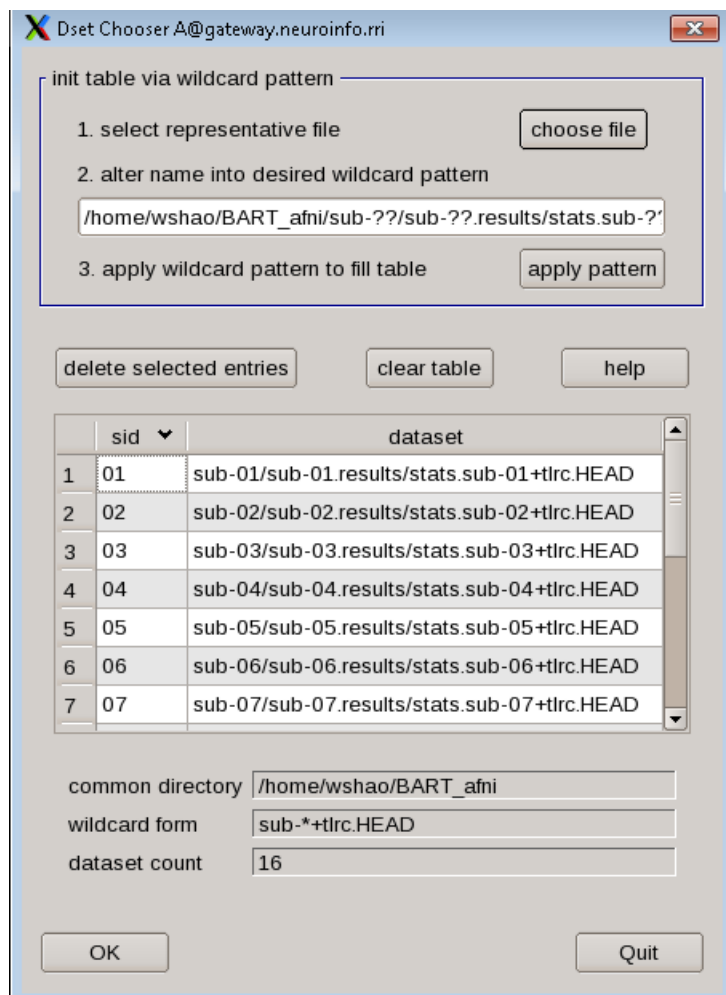 Dset Chooser A@gateway.neuroinfo.rri
init table via wildcard pattern
1. select representative file choose file
2. alter name into desired wildcard pattern
/home/wshao/BART_afni/sub-??/sub-??.results/stats.sub-??
3. apply wildcard pattern to fill table apply pattern
delete selected entries clear table help
sid dataset
1 01 sub-01/sub-01.results/stats.sub-01+tlrc.HEAD
2 02 sub-02/sub-02.results/stats.sub-02+tlrc.HEAD
3 03 sub-03/sub-03.results/stats.sub-03+tlrc.HEAD
4 04 sub-04/sub-04.results/stats.sub-04+tlrc.HEAD
5 05 sub-05/sub-05.results/stats.sub-05+tlrc.HEAD
6 06 sub-06/sub-06.results/stats.sub-06+tlrc.HEAD
7 07 sub-07/sub-07.results/stats.sub-07+tlrc.HEAD
common directory /home/wshao/BART_afni
wildcard form sub-*+tlrc.HEAD
dataset count 16
OK Quit